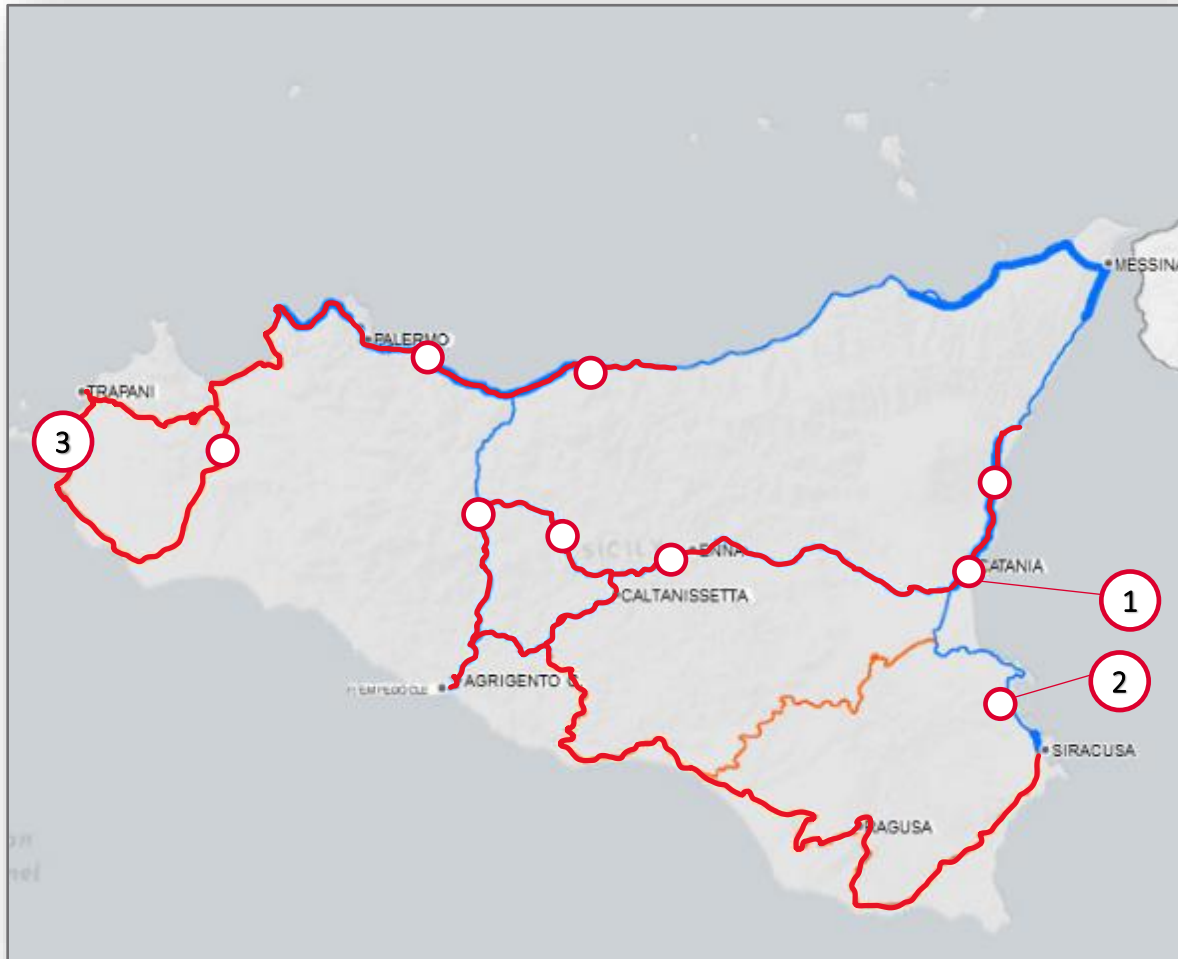 MESSINA
PALERMO
TRAPANI
3
ENNA
CATANIA
CALTANISSETTA
1
AGRIGENTO C
2
SIRACUSA
RAGUSA